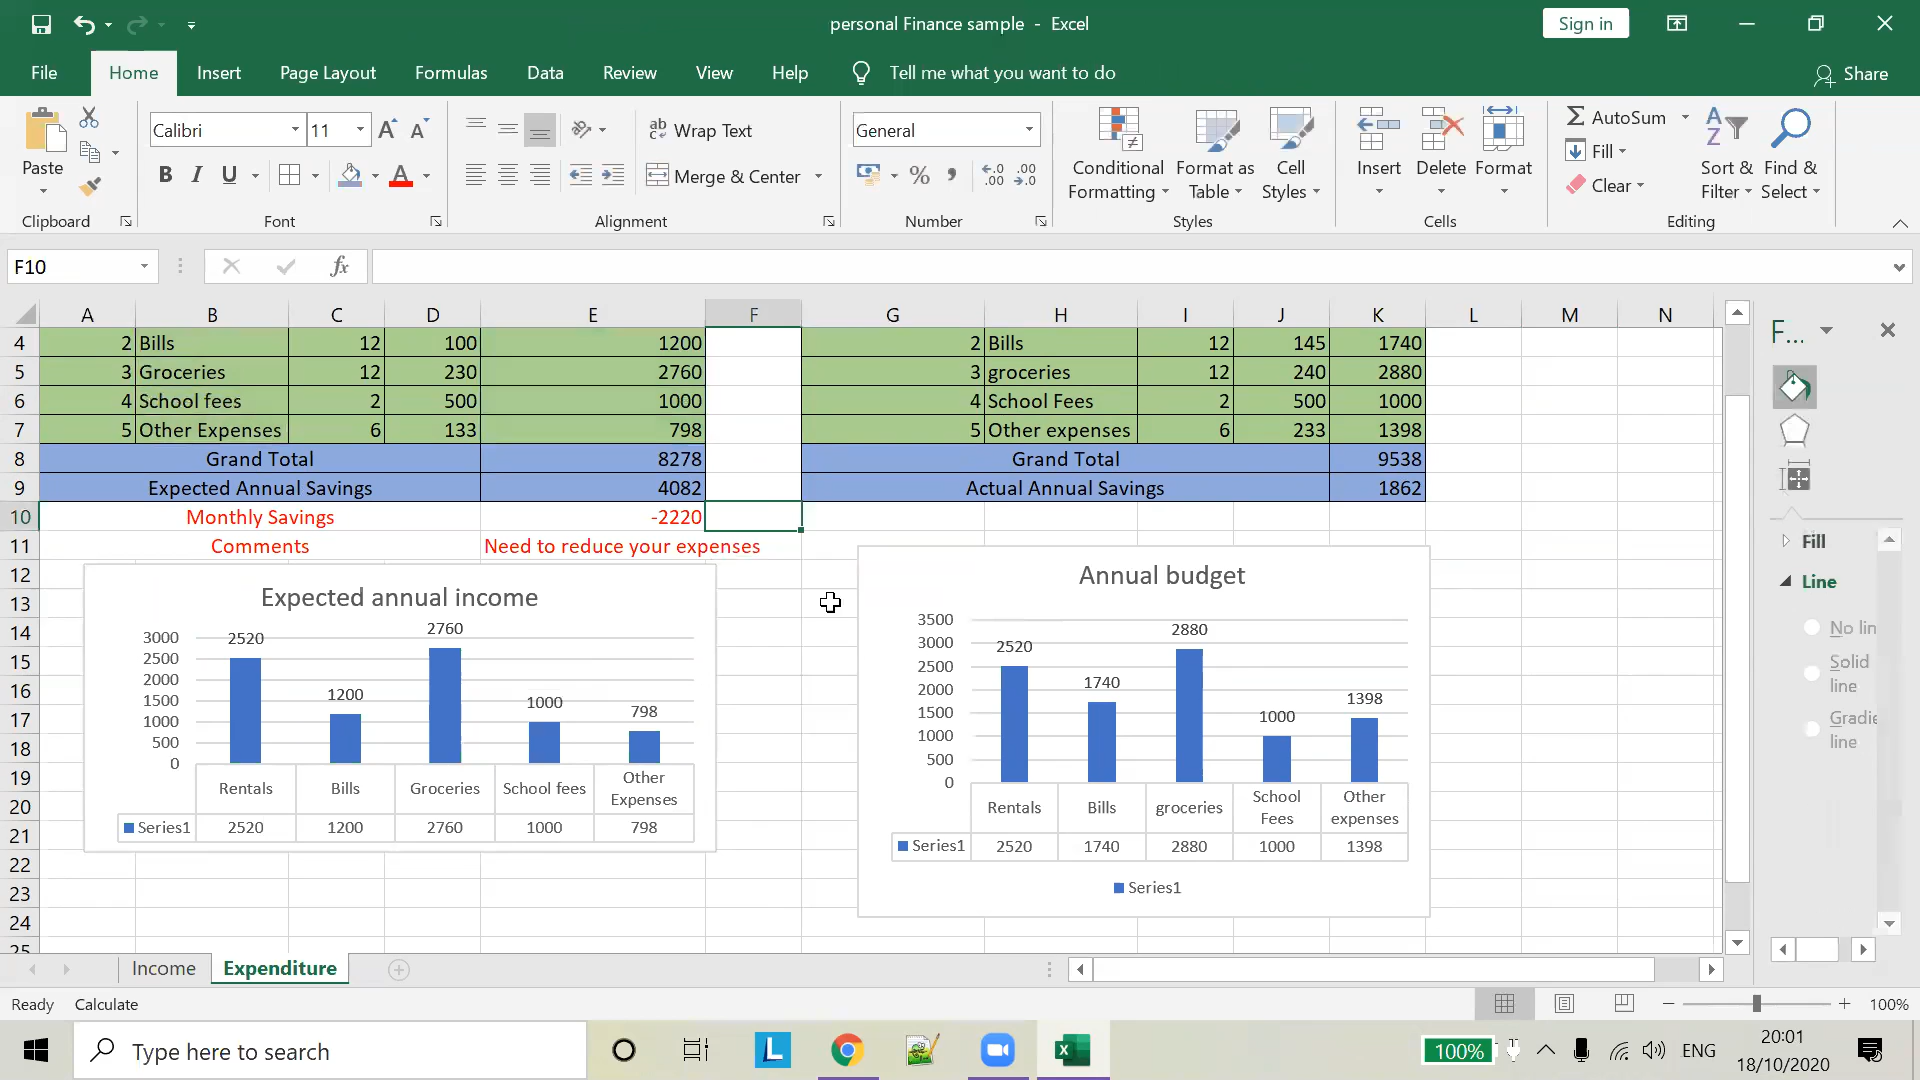 personal Finance sample - Excel
Sign in
File Home Insert Page Layout Formulas Data Review View Help Tell me what you want to do Share
Paste
Calibri 11 A A
Wrap Text
General
Conditional Formatting
Format as Table
Cell Styles
Insert Delete Format
AutoSum
Fill
Clear
Sort & Filter
Find & Select
B I U A
Merge & Center
% , .00 .00
Clipboard Font Alignment Number Styles Cells Editing
F10 fx
A B C D E F G H I J K L M N
4 2 Bills 12 100 1200 2 Bills 12 145 1740
5 3 Groceries 12 230 2760 3 groceries 12 240 2880
6 4 School fees 2 500 1000 4 School Fees 2 500 1000
7 5 Other Expenses 6 133 798 5 Other expenses 6 233 1398
8 Grand Total 8278 Grand Total 9538
9 Expected Annual Savings 4082 Actual Annual Savings 1862
10 Monthly Savings -2220
11 Comments Need to reduce your expenses
12
13
14
15
16
17
18
19
20
21
22
23
24
25
Expected annual income
3000
2500
2000
1500
1000
500
0
2520 1200 2760 1000 798
Rentals Bills Groceries School fees Other Expenses
Series1 2520 1200 2760 1000 798
Annual budget
3500
3000
2500
2000
1500
1000
500
0
2520 1740 2880 1000 1398
Rentals Bills groceries School Fees Other expenses
Series1 2520 1740 2880 1000 1398
Series1
F...
Fill
Line
No lin
Solid
line
Gradie
line
Income Expenditure
Ready Calculate 100%
Type here to search
L
100%
ENG
20:01
18/10/2020